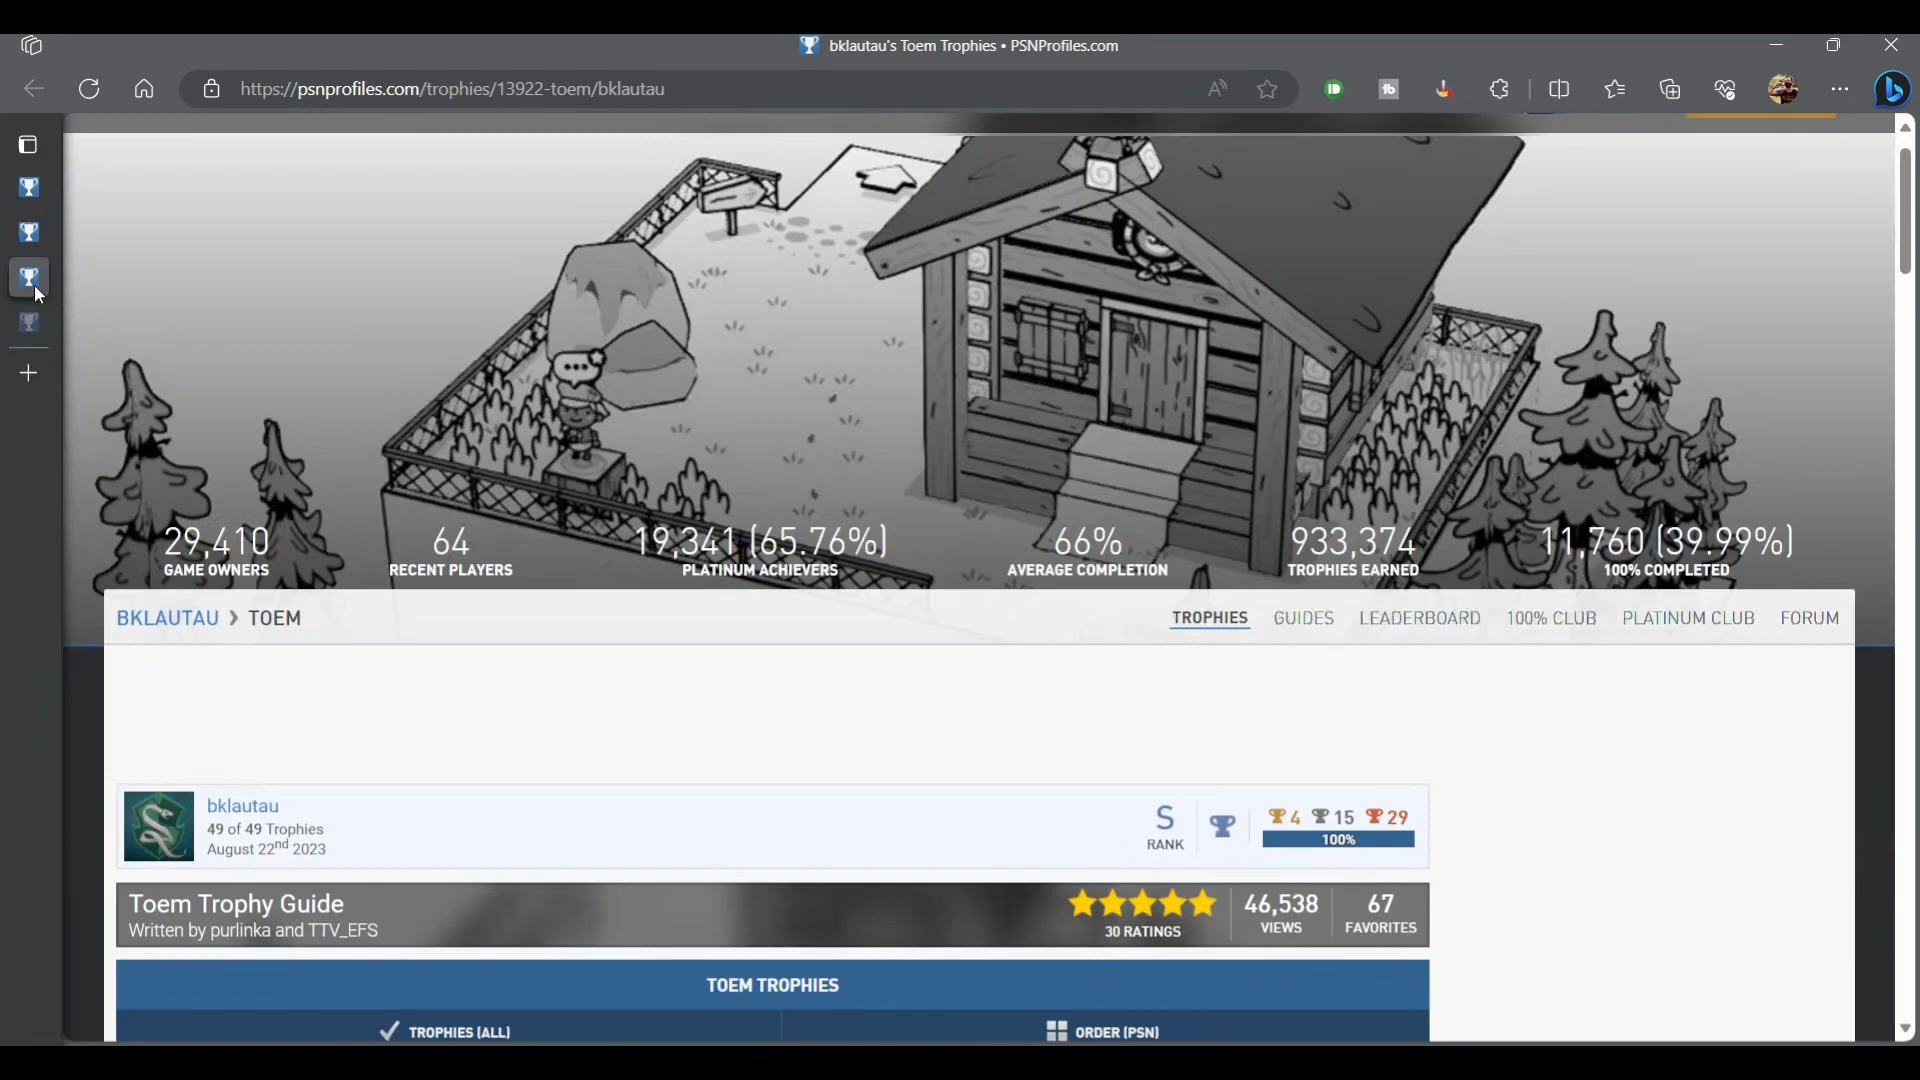 bklautau's Toem Trophies • PSNProfiles.com
https://psnprofiles.com/trophies/13922-toem/bklautau
29,410
GAME OWNERS
64
RECENT PLAYERS
19,341 (65.76%)
PLATINUM ACHIEVERS
66%
AVERAGE COMPLETION
933,374
TROPHIES EARNED
11,760 (39.99%)
100% COMPLETED
BKLAUTAU > TOEM
TROPHIES GUIDES LEADERBOARD 100% CLUB PLATINUM CLUB FORUM
bklautau
49 of 49 Trophies
August 22nd 2023
S
RANK
4 15 29
100%
Toem Trophy Guide
Written by purlinka and TTV_EFS
30 RATINGS
46,538
VIEWS
67
FAVORITES
TOEM TROPHIES
TROPHIES (ALL)
ORDER (PSN)